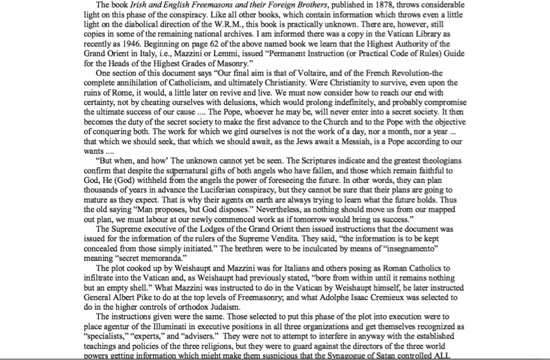 The book Irish and English Freemasons and their Foreign Brothers, published in 1878, throws considerable
light on this phase of the conspiracy. Like all other books, which contain information which throws even a little
light on the diabolical direction of the W.R.M., this book is practically unknown. There are, however, still
copies in some of the remaining national archives. I am informed there was a copy in the Vatican Library as
recently as 1946. Beginning on page 62 of the above named book we learn that the Highest Authority of the
Grand Orient in Italy, i.e., Mazzini or Lemmi, issued “Permanent Instruction (or Practical Code of Rules) Guide
for the Heads of the Highest Grades of Masonry.”
One section of this document says “Our final aim is that of Voltaire, and of the French Revolution-the
complete annihilation of Catholicism, and ultimately Christianity. Were Christianity to survive, even upon the
ruins of Rome, it would, a little later on revive and live. We must now consider how to reach our end with
certainty, not by cheating ourselves with delusions, which would prolong indefinitely, and probably compromise
the ultimate success of our cause .... The Pope, whoever he may be, will never enter into a secret society. It then
becomes the duty of the secret society to make the first advance to the Church and to the Pope with the objective
of conquering both. The work for which we gird ourselves is not the work of a day, nor a month, nor a year ...
that which we should seek, that which we should await, as the Jews await a Messiah, is a Pope according to our
wants ....
“But when, and how’ The unknown cannot yet be seen. The Scriptures indicate and the greatest theologians
confirm that despite the supernatural gifts of both angels who have fallen, and those which remain faithful to
God, He (God) withheld from the angels the power of foreseeing the future. In other words, they can plan
thousands of years in advance the Luciferian conspiracy, but they cannot be sure that their plans are going to
mature as they expect. That is why their agents on earth are always trying to learn what the future holds. Thus
the old saying “Man proposes, but God disposes.” Nevertheless, as nothing should move us from our mapped
out plan, we must labour at our newly commenced work as if tomorrow would bring us success.”
The Supreme executive of the Lodges of the Grand Orient then issued instructions that the document was
issued for the information of the rulers of the Supreme Vendita. They said, “the information is to be kept
concealed from those simply initiated.” The brethren were to be inculcated by means of “insegnamento”
meaning “secret memoranda.”
The plot cooked up by Weishaupt and Mazzini was for Italians and others posing as Roman Catholics to
infiltrate into the Vatican and, as Weishaupt had previously stated, “bore from within until it remains nothing
but an empty shell.” What Mazzini was instructed to do in the Vatican by Weishaupt himself, he later instructed
General Albert Pike to do at the top levels of Freemasonry; and what Adolphe Isaac Cremieux was selected to
do in the higher controls of orthodox Judaism.
The instructions given were the same. Those selected to put this phase of the plot into execution were to
place agentur of the Illuminati in executive positions in all three organizations and get themselves recognized as
“specialists,” “experts,” and “advisers.” They were not to attempt to interfere in anyway with the established
teachings and policies of the three religions, but they were to guard against the directors of the three world
powers getting information which might make them suspicious that the Synagogue of Satan controlled ALL